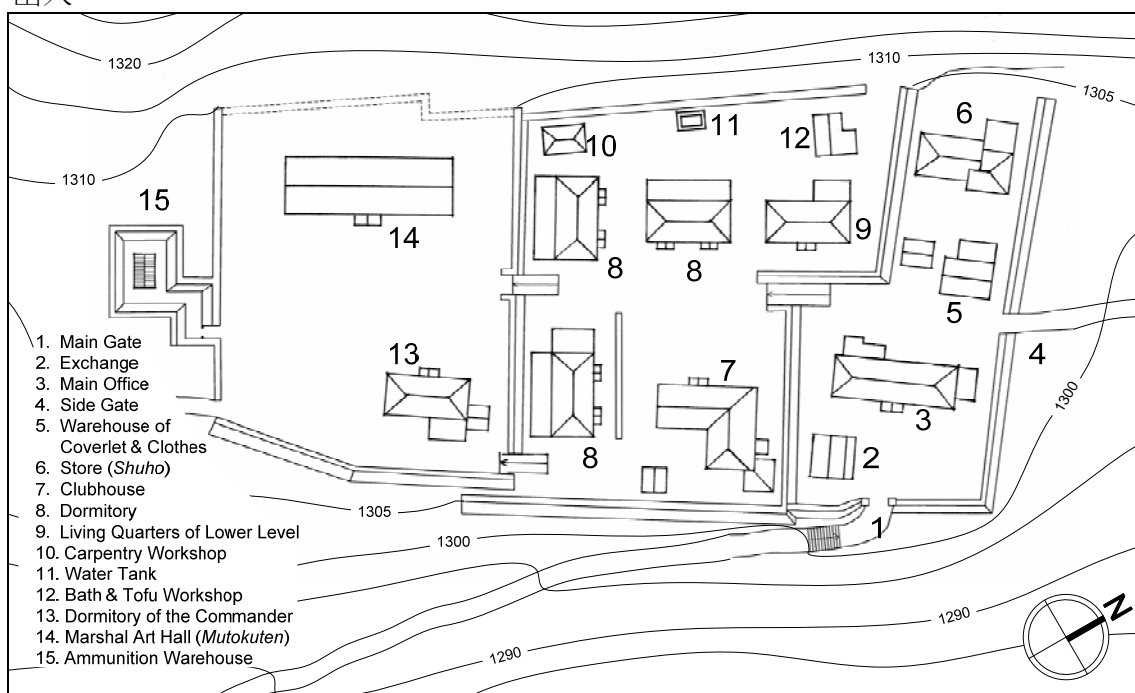 1320
1310
1305
6
11
10
12
1310
15
9
14
8
8
5
1. Main Gate
2. Exchange
3. Main Office
4. Side Gate
5. Warehouse of
Coverlet & Clothes
6. Store (Shuho)
7. Clubhouse
8. Dormitory
9. Living Quarters of Lower Level
10. Carpentry Workshop
11. Water Tank
12. Bath & Tofu Workshop
13. Dormitory of the Commander
14. Marshal Art Hall (Mutokuten)
15. Ammunition Warehouse
13
7
4
1300
3
8
2
1305
1300
1
1290
1290
N